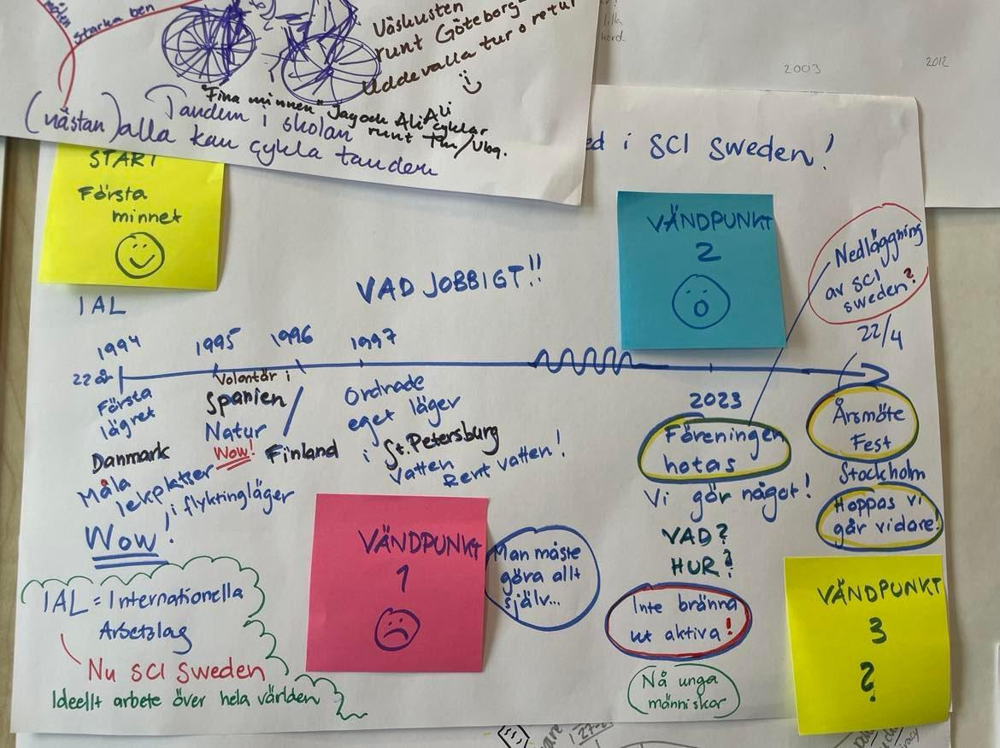 starka ben
Väskusten
runt Göteborg-
Uddevalla tur o retur
"Fina minnen" Jag och Ali
Ali cyklar
Tandem i skolan runt Thn/Vbg.
(nästan) alla kan cykla tandem
2003
2012
ed i SCI Sweden!
START
Första
minnet
VÄNDPUNKT
2
Nedläggning
av SCI
Sweden?
VAD JOBBIGT!!
IAL
1994
1995
1996
1997
22/4
22 år
Första
lägret
Danmark
Måla
lekplatser
i flyktingläger
Wow!
Volontär i
Spanien
Natur
Wow!
Finland
Ordnade
eget läger
i St. Petersburg
Vatten
Rent vatten!
2023
Föreningen
hotas
Vi gör något!
VAD?
HUR?
Inte bränna
ut aktiva!
Nå unga
människor
Årsmöte
Fest
Stockholm
Hoppas vi
går vidare!
VÄNDPUNKT
1
Man måste
göra allt
själv...
VÄNDPUNKT
3
?
IAL = Internationella
Arbetslag
Nu SCI Sweden
Ideellt arbete över hela världen
27-2